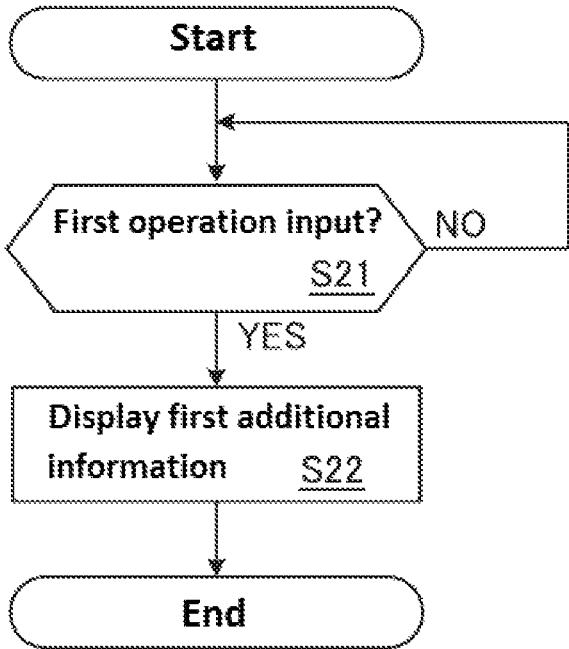 Start
First operation input?
NO
S21
YES
Display first additional
information S22
End